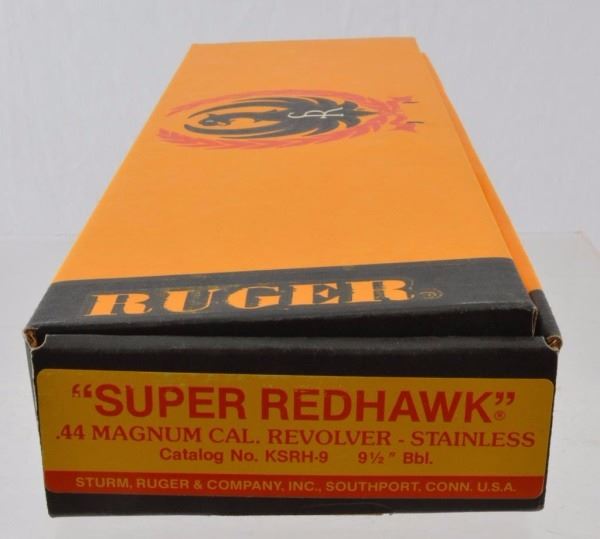 R
RUGER®
"SUPER REDHAWK"®
.44 MAGNUM CAL. REVOLVER - STAINLESS
Catalog No. KSRH-9 9½" Bbl.
STURM, RUGER & COMPANY, INC., SOUTHPORT, CONN. U.S.A.